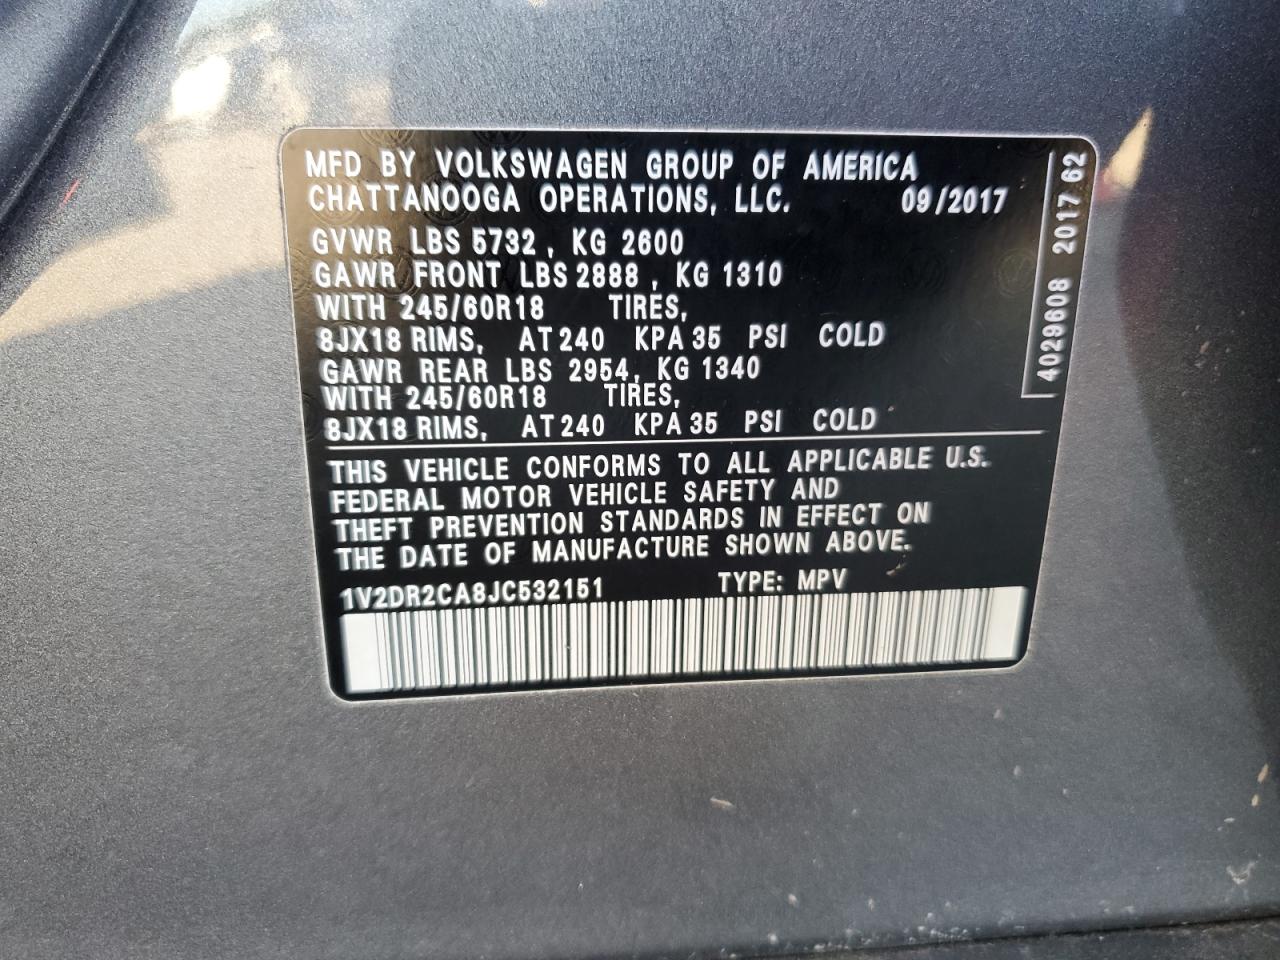 MFD BY VOLKSWAGEN GROUP OF AMERICA
CHATTANOOGA OPERATIONS, LLC. 09/2017
GVWR LBS 5732, KG 2600
GAWR FRONT LBS 2888, KG 1310
WITH 245/60R18 TIRES,
8JX18 RIMS, AT 240 KPA 35 PSI COLD
GAWR REAR LBS 2954, KG 1340
WITH 245/60R18 TIRES,
8JX18 RIMS, AT 240 KPA 35 PSI COLD
THIS VEHICLE CONFORMS TO ALL APPLICABLE U.S.
FEDERAL MOTOR VEHICLE SAFETY AND
THEFT PREVENTION STANDARDS IN EFFECT ON
THE DATE OF MANUFACTURE SHOWN ABOVE.
1V2DR2CA8JC532151 TYPE: MPV
4029608 2017 62